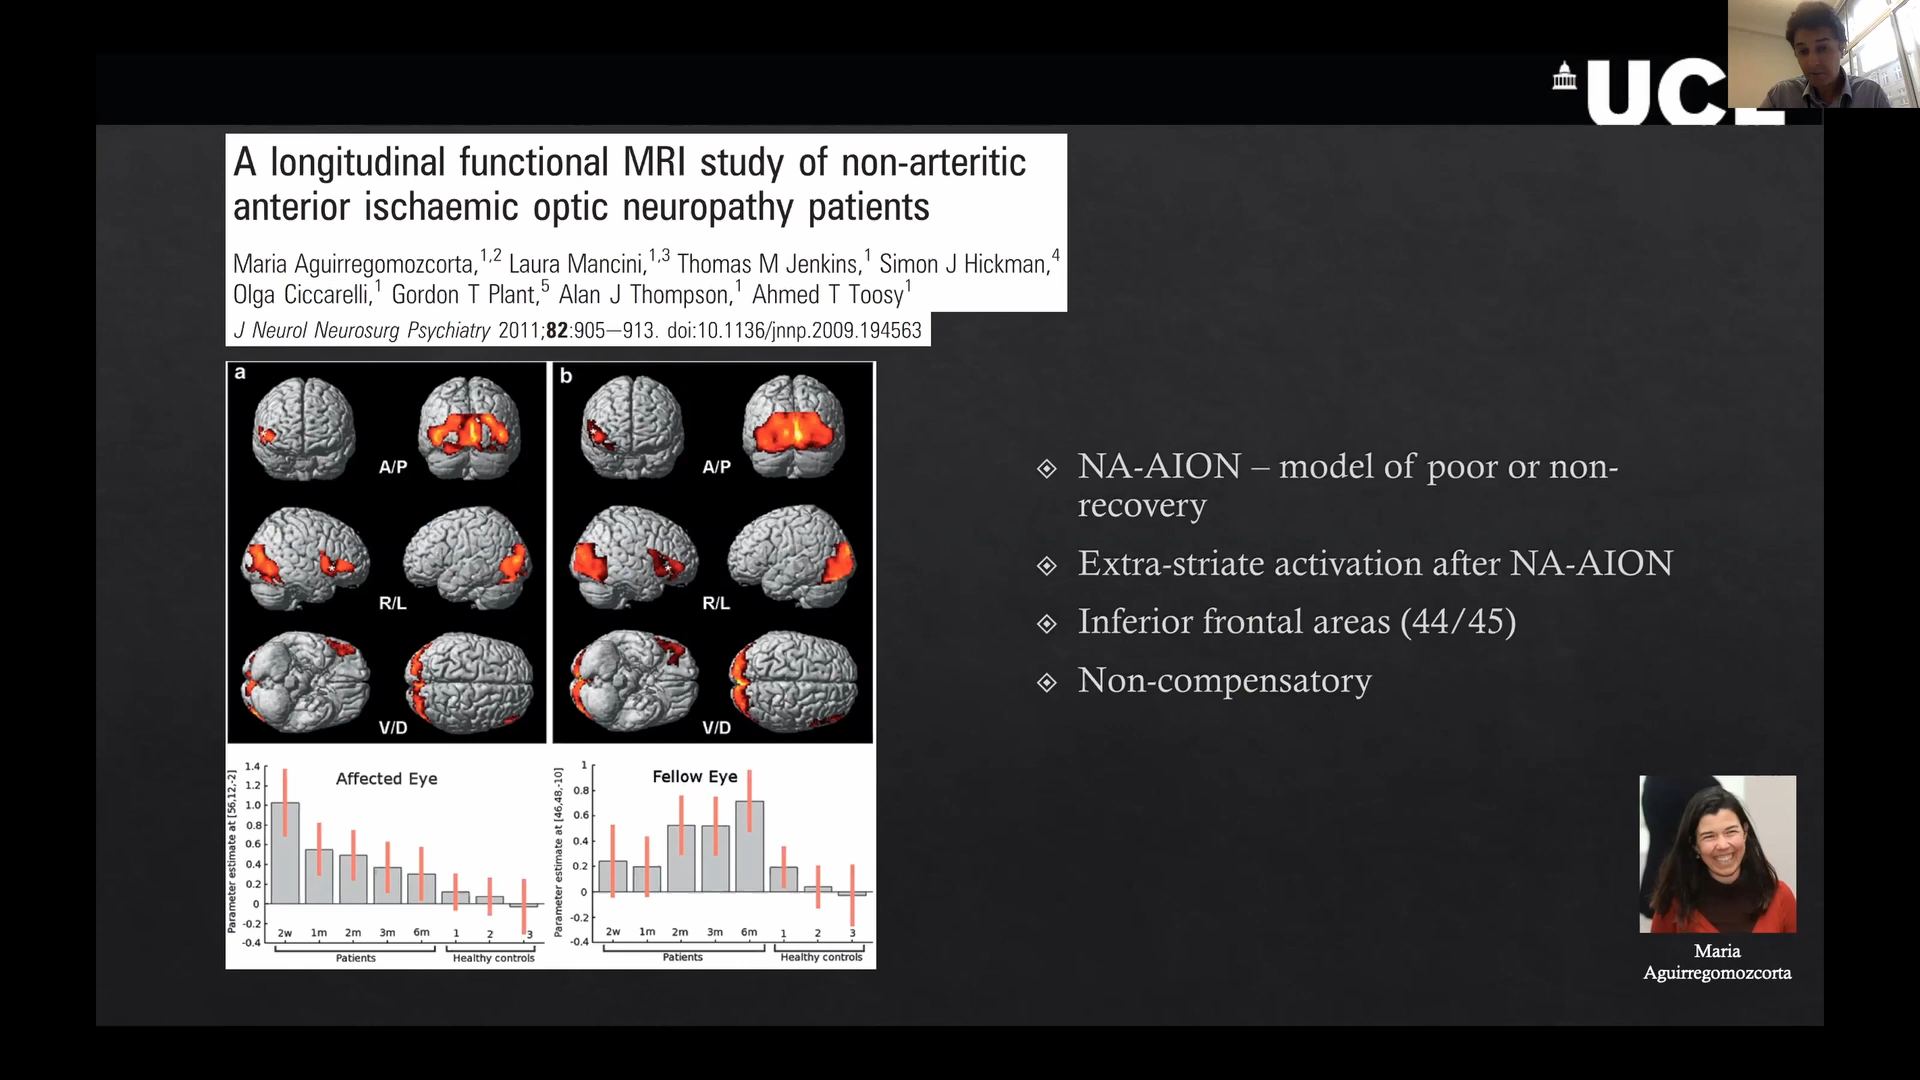 UCL
A longitudinal functional MRI study of non-arteritic
anterior ischaemic optic neuropathy patients
Maria Aguirregomozcorta,1,2 Laura Mancini,1,3 Thomas M Jenkins,1 Simon J Hickman,4
Olga Ciccarelli,1 Gordon T Plant,5 Alan J Thompson,1 Ahmed T Toosy1
J Neurol Neurosurg Psychiatry 2011;82:905—913. doi:10.1136/jnnp.2009.194563
a
b
A/P
A/P
R/L
R/L
V/D
V/D
Affected Eye
Parameter estimate at [56,12,-2]
1.4
1.2
1.0
0.8
0.6
0.4
0.2
0
-0.2
-0.4
2w 1m 2m 3m 6m 1 2 3
Patients Healthy controls
Fellow Eye
Parameter estimate at [46,48,-10]
1
0.8
0.6
0.4
0.2
0
-0.2
-0.4
2w 1m 2m 3m 6m 1 2 3
Patients Healthy controls
NA-AION – model of poor or non-
recovery
Extra-striate activation after NA-AION
Inferior frontal areas (44/45)
Non-compensatory
Maria
Aguirregomozcorta